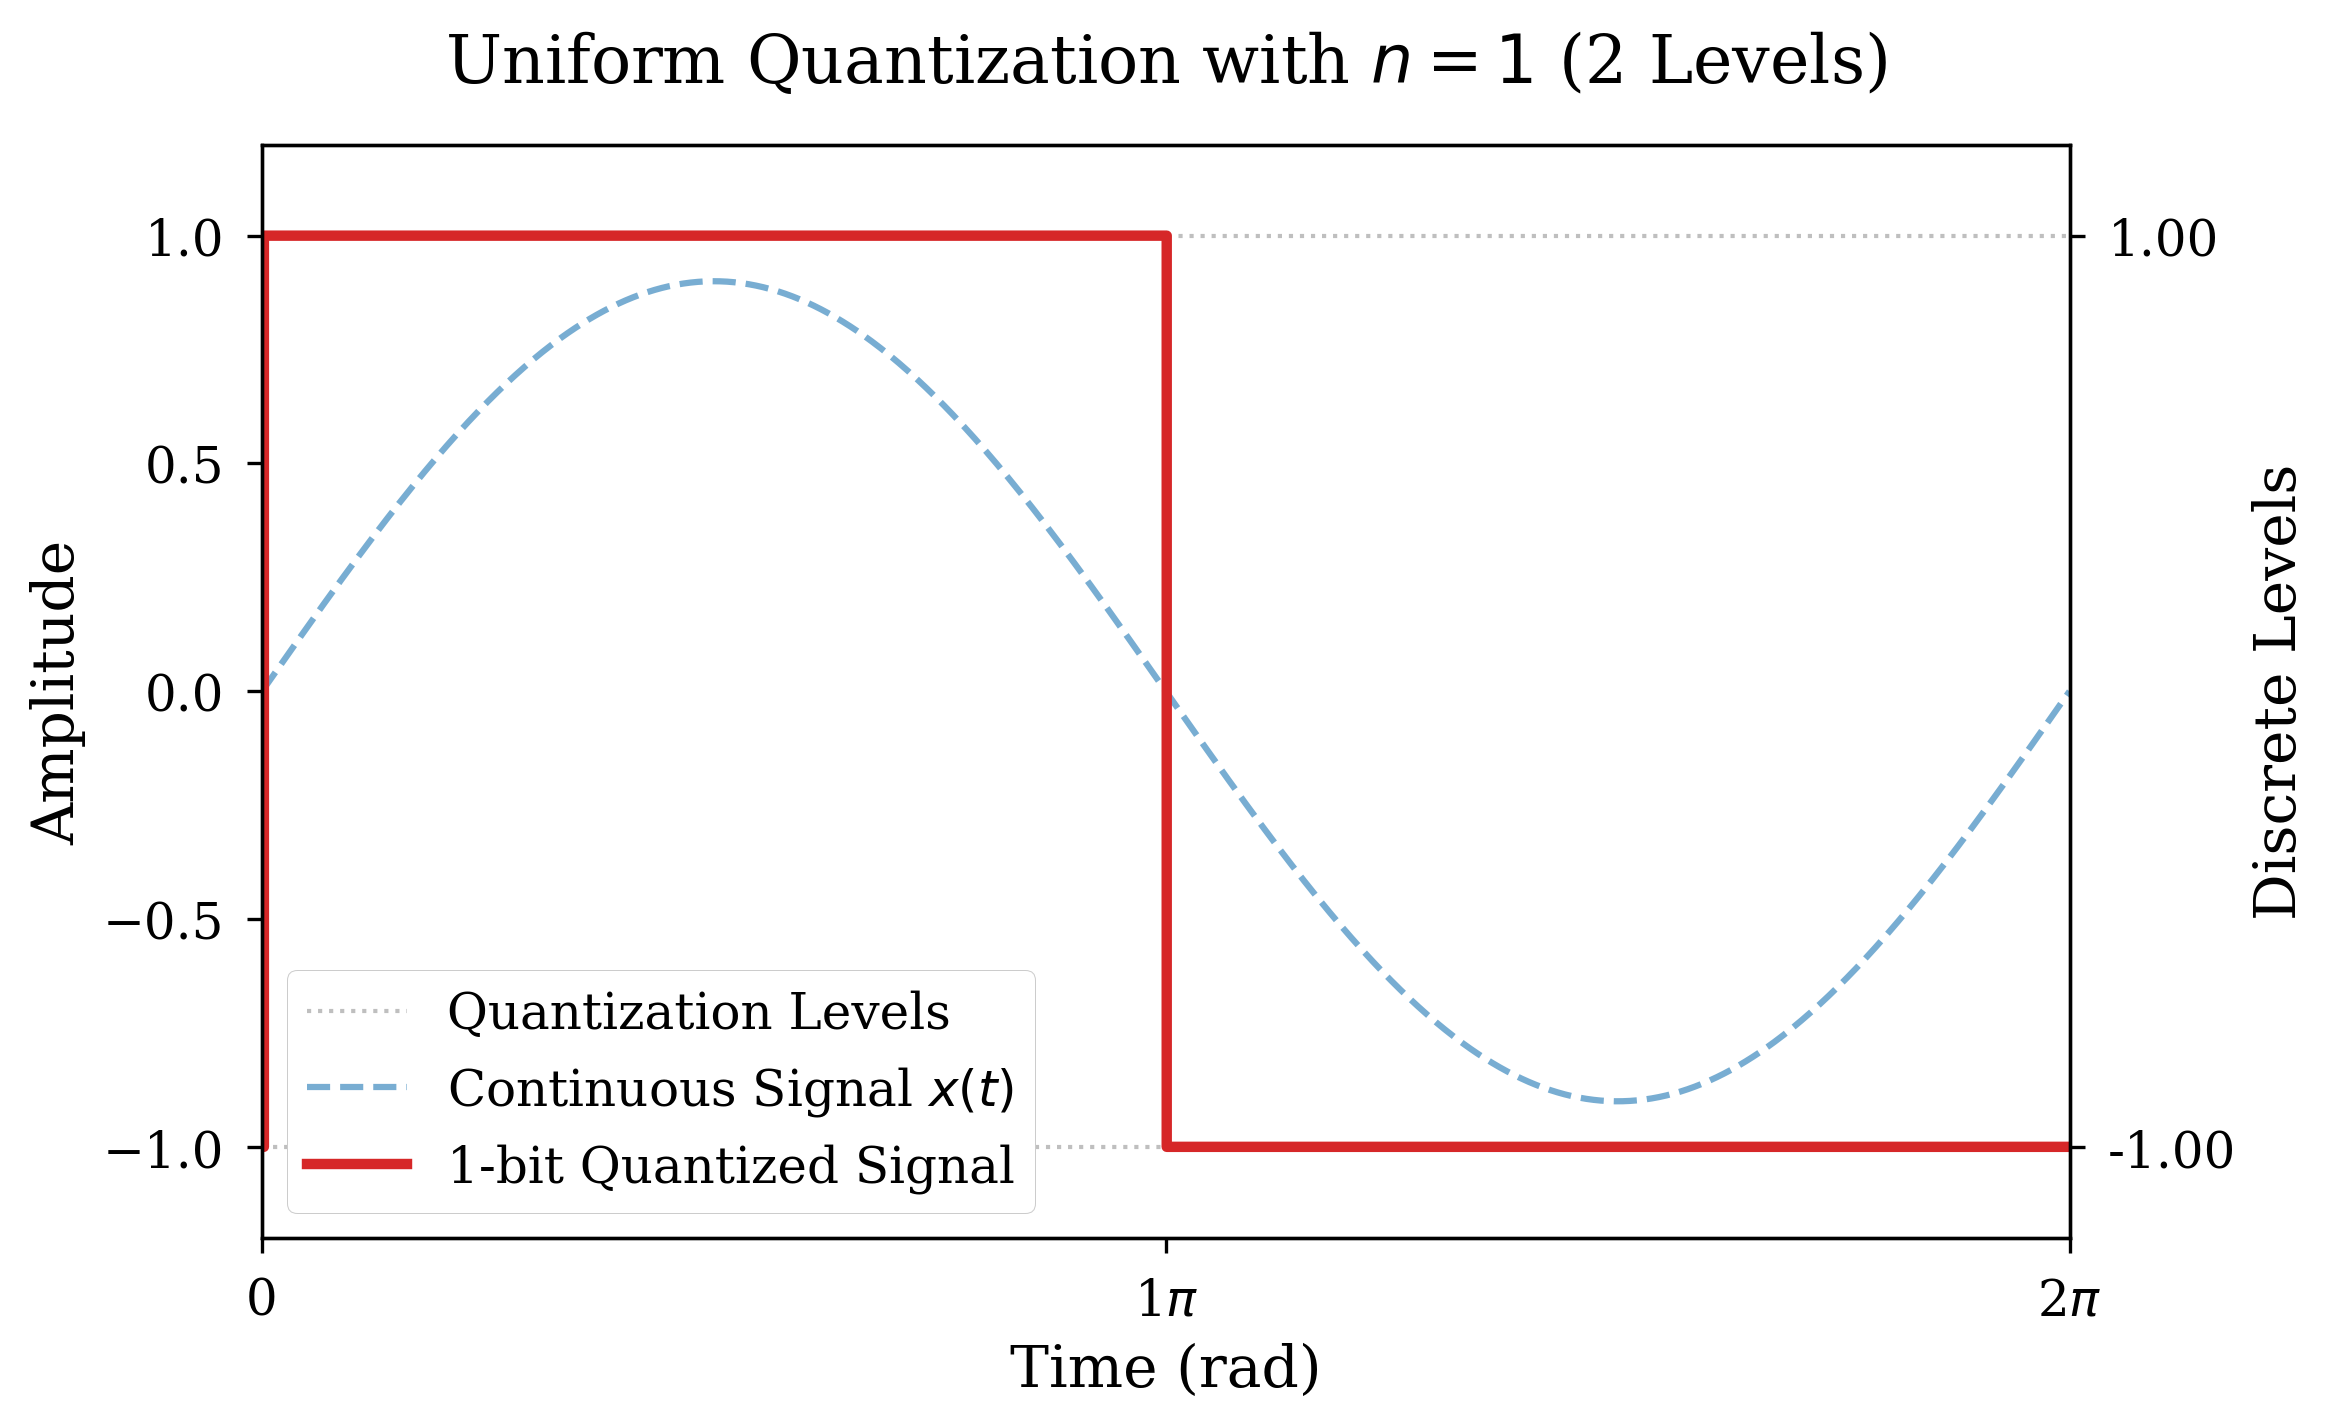 Uniform Quantization with n = 1 (2 Levels)
1.0
0.5
0.0
−0.5
−1.0
Amplitude
1.00
-1.00
Discrete Levels
Quantization Levels
Continuous Signal x(t)
1-bit Quantized Signal
0
1π
2π
Time (rad)